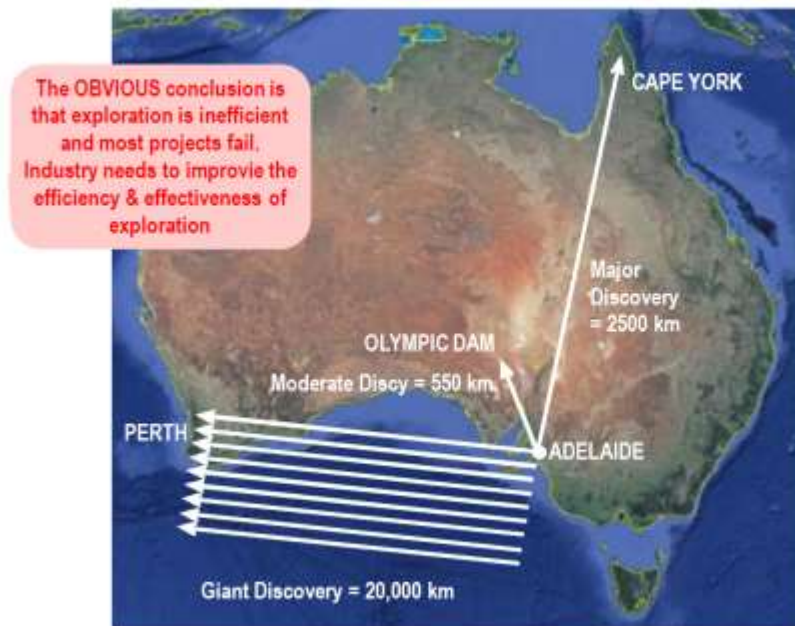 The OBVIOUS conclusion is
that exploration is inefficient
and most projects fail.
Industry needs to improvie the
efficiency & effectiveness of
exploration
CAPE YORK
Major
Discovery
= 2500 km
OLYMPIC DAM
Moderate Discy = 550 km
PERTH
ADELAIDE
Giant Discovery = 20,000 km